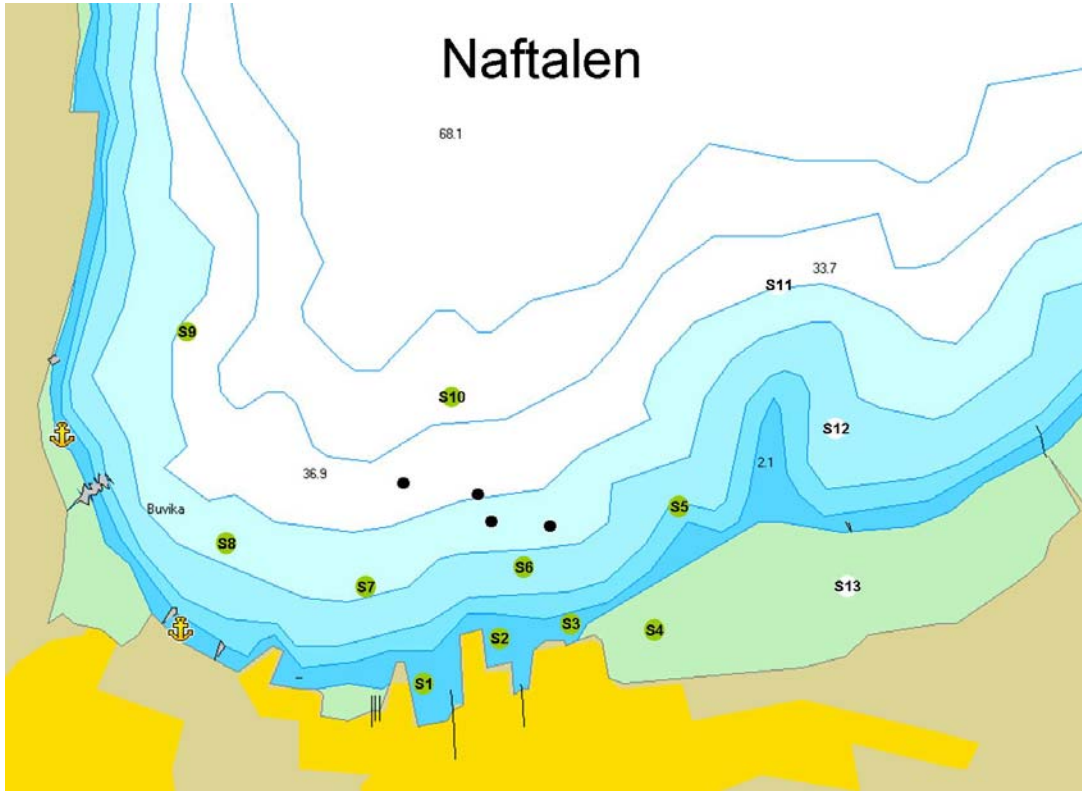 Naftalen
68.1
33.7
S11
S9
S10
S12
2.1
36.9
S5
Buvika
S8
S6
S7
S13
S3
S4
S2
S1